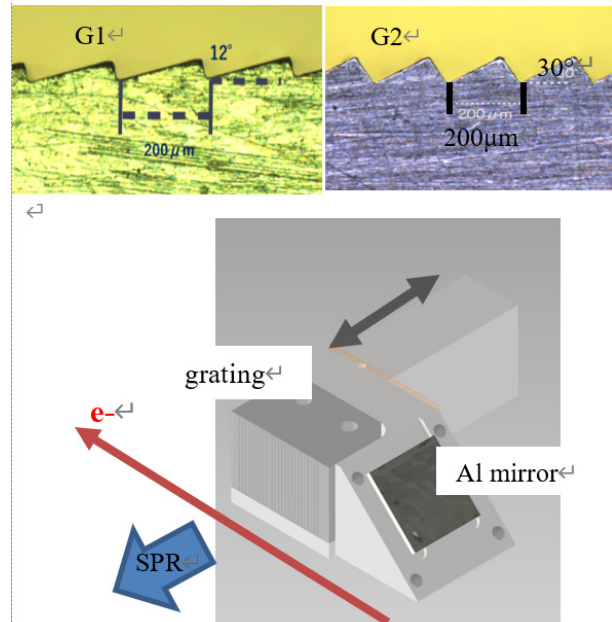 G1↵
12°
200μm
G2↵
30°
200μm
200μm↵
↵
grating↵
e-↵
Al mirror↵
SPR↵